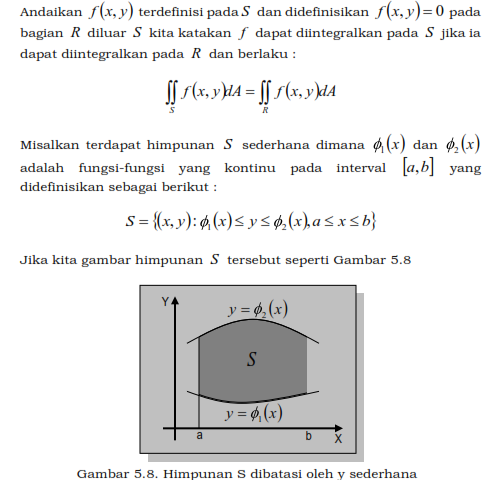 Andaikan f(x, y) terdefinisi pada S dan didefinisikan f(x, y) = 0 pada
bagian R diluar S kita katakan f dapat diintegralkan pada S jika ia
dapat diintegralkan pada R dan berlaku :
∬_S f(x, y)dA = ∬_R f(x, y)dA
Misalkan terdapat himpunan S sederhana dimana ϕ₁(x) dan ϕ₂(x)
adalah fungsi-fungsi yang kontinu pada interval [a,b] yang
didefinisikan sebagai berikut :
S = {(x, y): ϕ₁(x) ≤ y ≤ ϕ₂(x), a ≤ x ≤ b}
Jika kita gambar himpunan S tersebut seperti Gambar 5.8
Y
y = ϕ₂(x)
S
y = ϕ₁(x)
a b X
Gambar 5.8. Himpunan S dibatasi oleh y sederhana